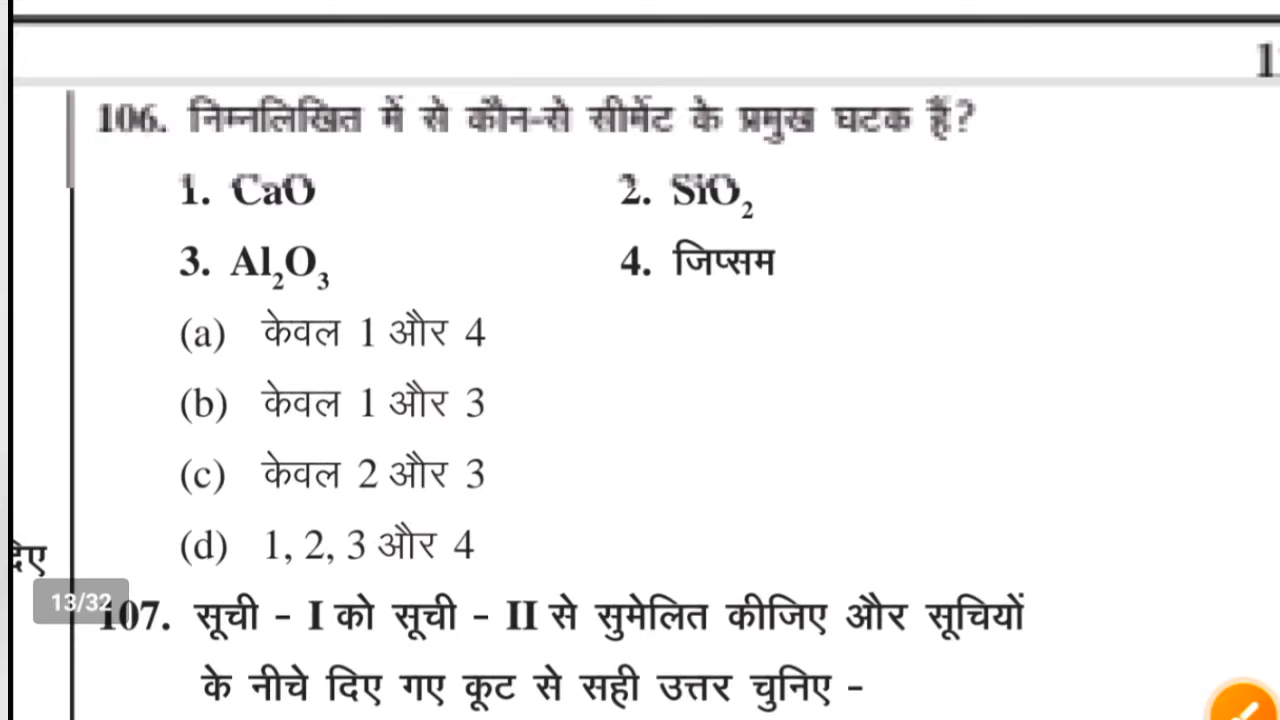 106. निम्नलिखित में से कौन-से सीमेंट के प्रमुख घटक हैं?
1. CaO 2. SiO₂
3. Al₂O₃ 4. जिप्सम
(a) केवल 1 और 4
(b) केवल 1 और 3
(c) केवल 2 और 3
(d) 1, 2, 3 और 4
13/32
107. सूची - I को सूची - II से सुमेलित कीजिए और सूचियों
के नीचे दिए गए कूट से सही उत्तर चुनिए -